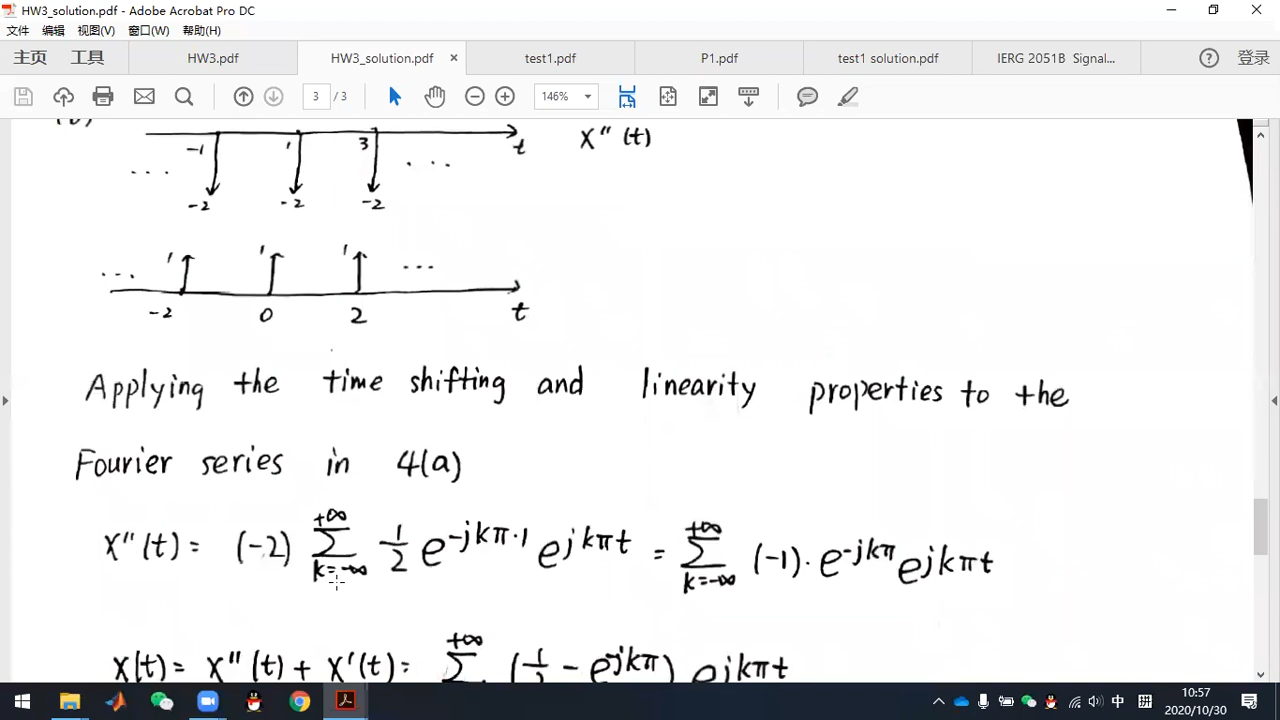 HW3_solution.pdf - Adobe Acrobat Pro DC
文件 编辑 视图(V) 窗口(W) 帮助(H)
主页 工具 HW3.pdf HW3_solution.pdf × test1.pdf P1.pdf test1 solution.pdf IERG 2051B Signal... 登录
3 / 3 146%
-1 1 3 t X''(t)
... ...
-2 -2 -2
... 1 1 1 ...
-2 0 2 t
Applying the time shifting and linearity properties to the
Fourier series in 4(a)
X''(t) = (-2) ∑_{k=-∞}^{+∞} 1/2 e^{-jkπ·1} e^{jkπt} = ∑_{k=-∞}^{+∞} (-1)·e^{-jkπ} e^{jkπt}
X(t) = X''(t) + X'(t) = ∑^{+∞} (1/2 - e^{-jkπ}) e^{jkπt}
中 拼 10:57
2020/10/30